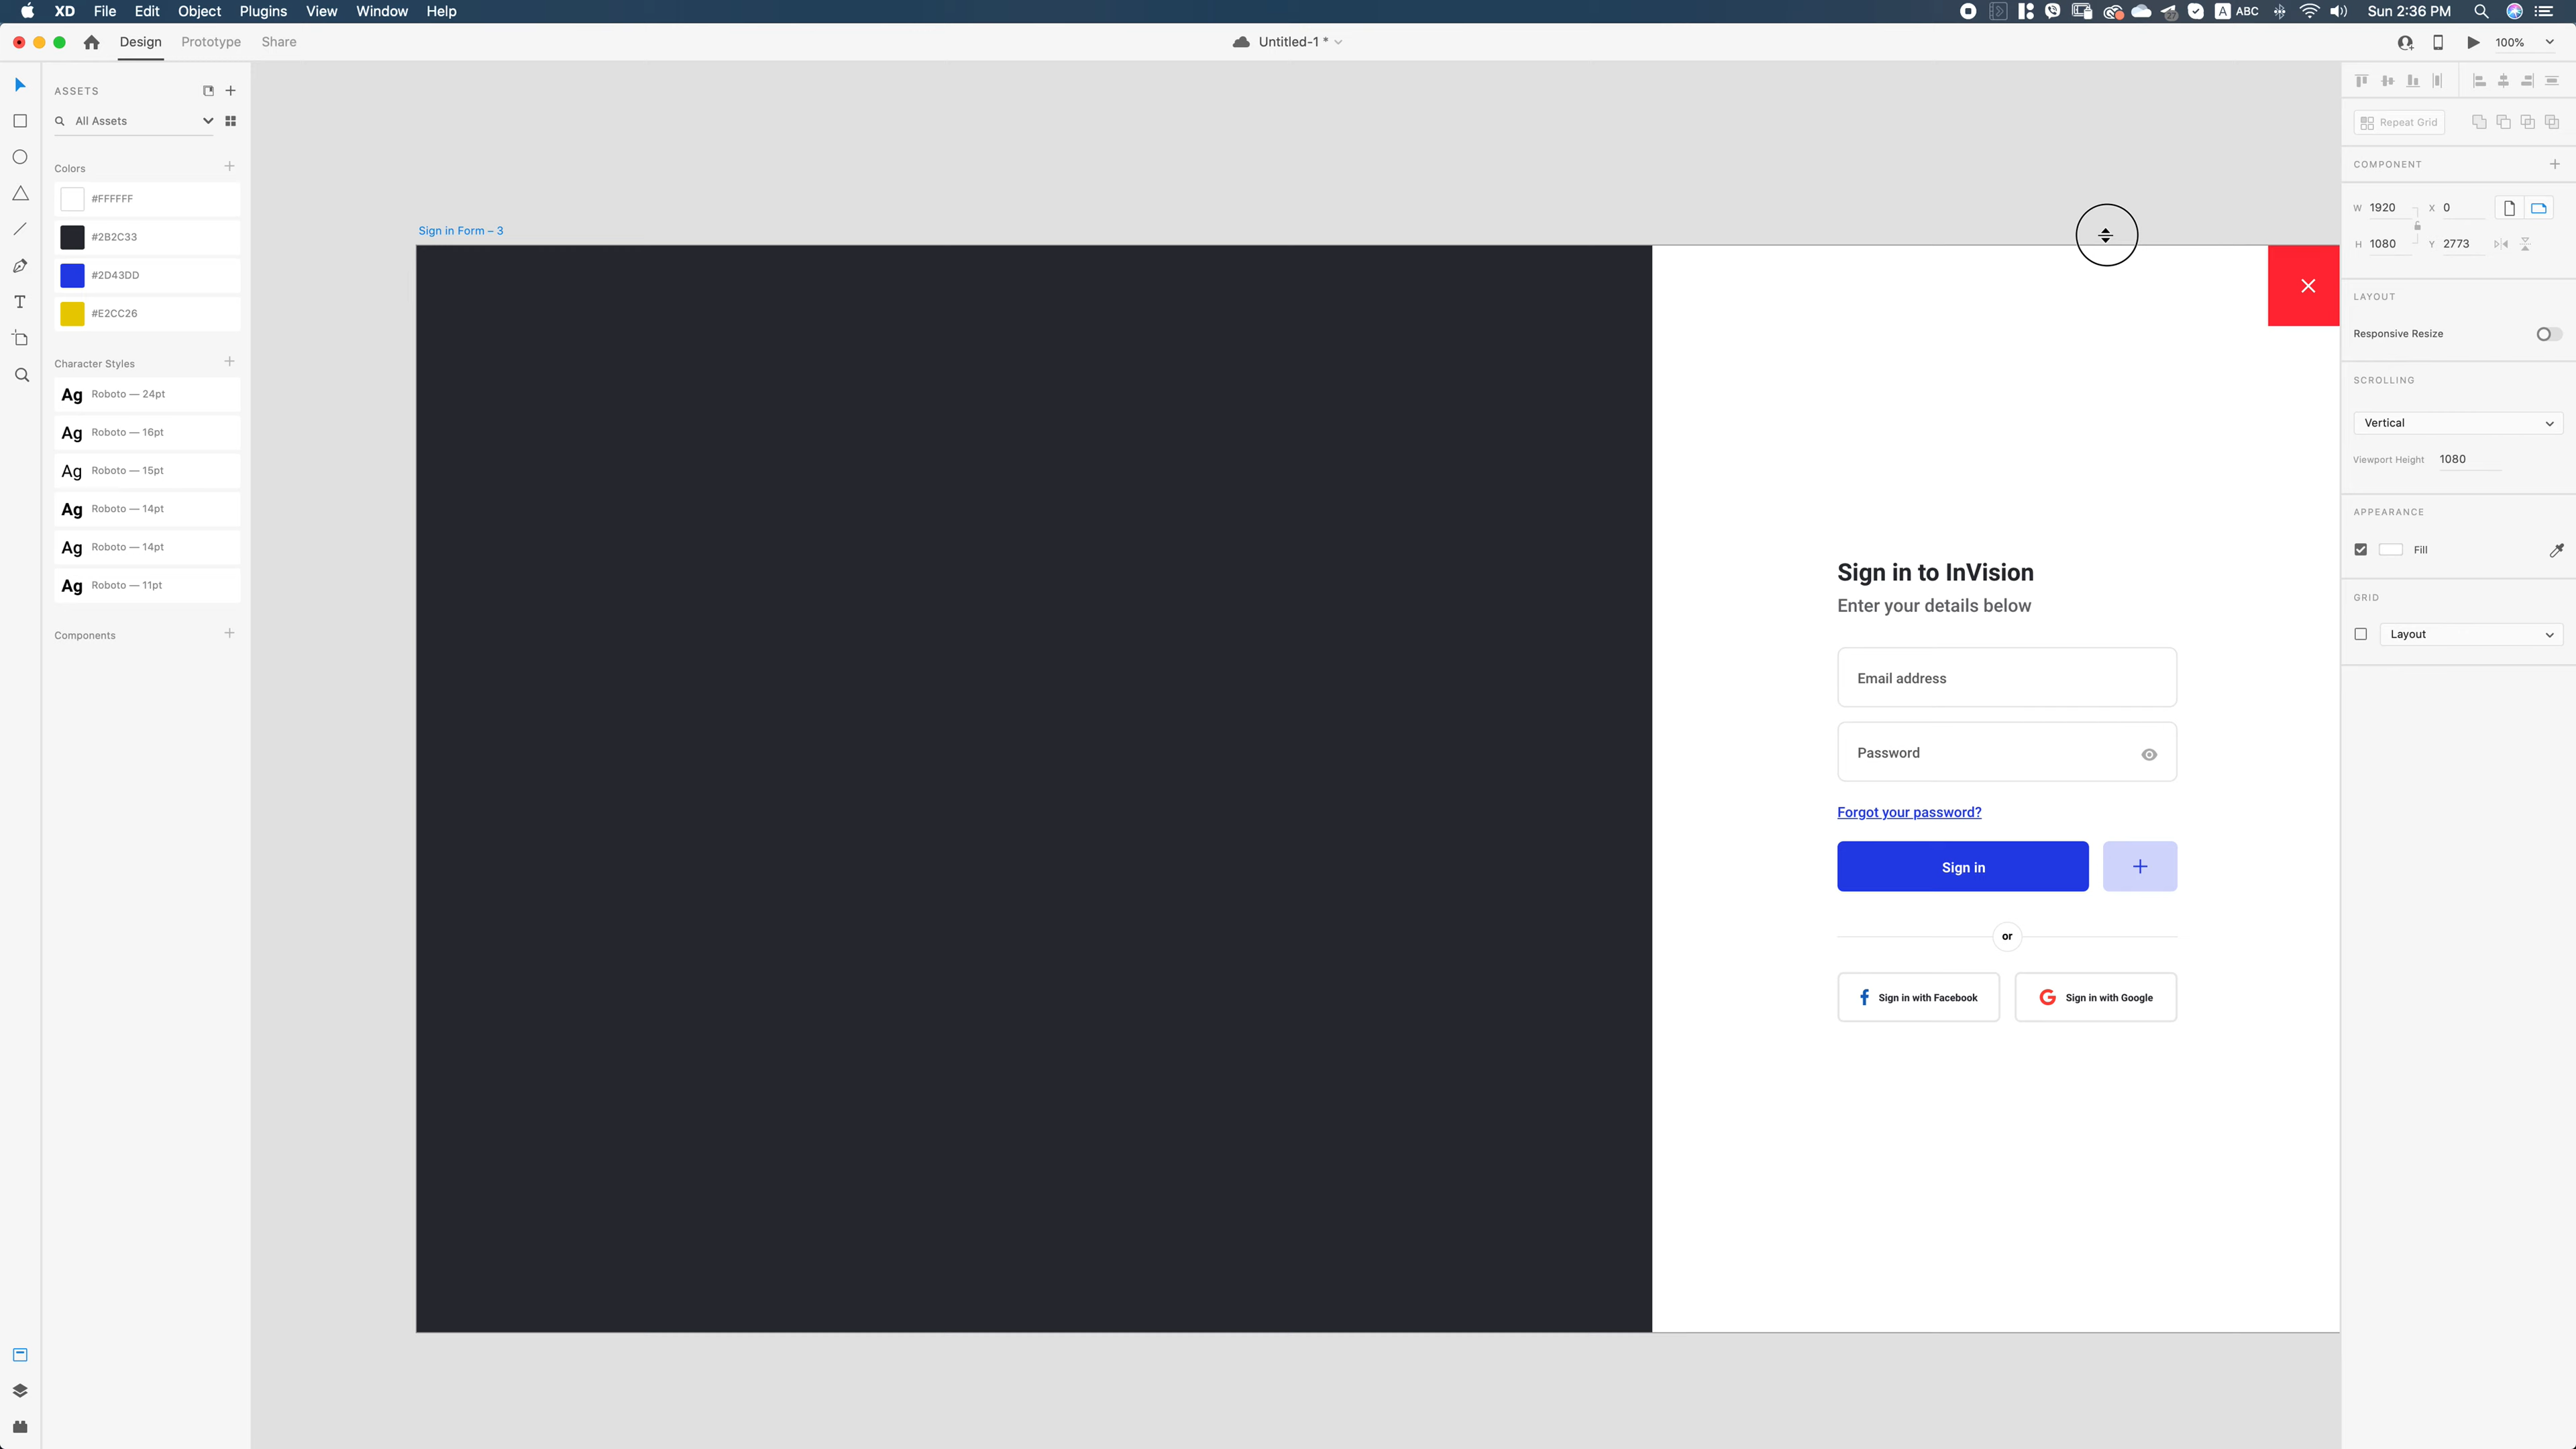 XD File Edit Object Plugins View Window Help
A ABC Sun 2:36 PM
Design Prototype Share
Untitled-1 *
100%
ASSETS
All Assets
Colors
#FFFFFF
#2B2C33
#2D43DD
#E2CC26
Character Styles
Ag Roboto — 24pt
Ag Roboto — 16pt
Ag Roboto — 15pt
Ag Roboto — 14pt
Ag Roboto — 14pt
Ag Roboto — 11pt
Components
Sign in Form – 3
Sign in to InVision
Enter your details below
Email address
Password
Forgot your password?
Sign in
or
Sign in with Facebook
Sign in with Google
Repeat Grid
COMPONENT
W 1920 X 0
H 1080 Y 2773
LAYOUT
Responsive Resize
SCROLLING
Vertical
Viewport Height 1080
APPEARANCE
Fill
GRID
Layout